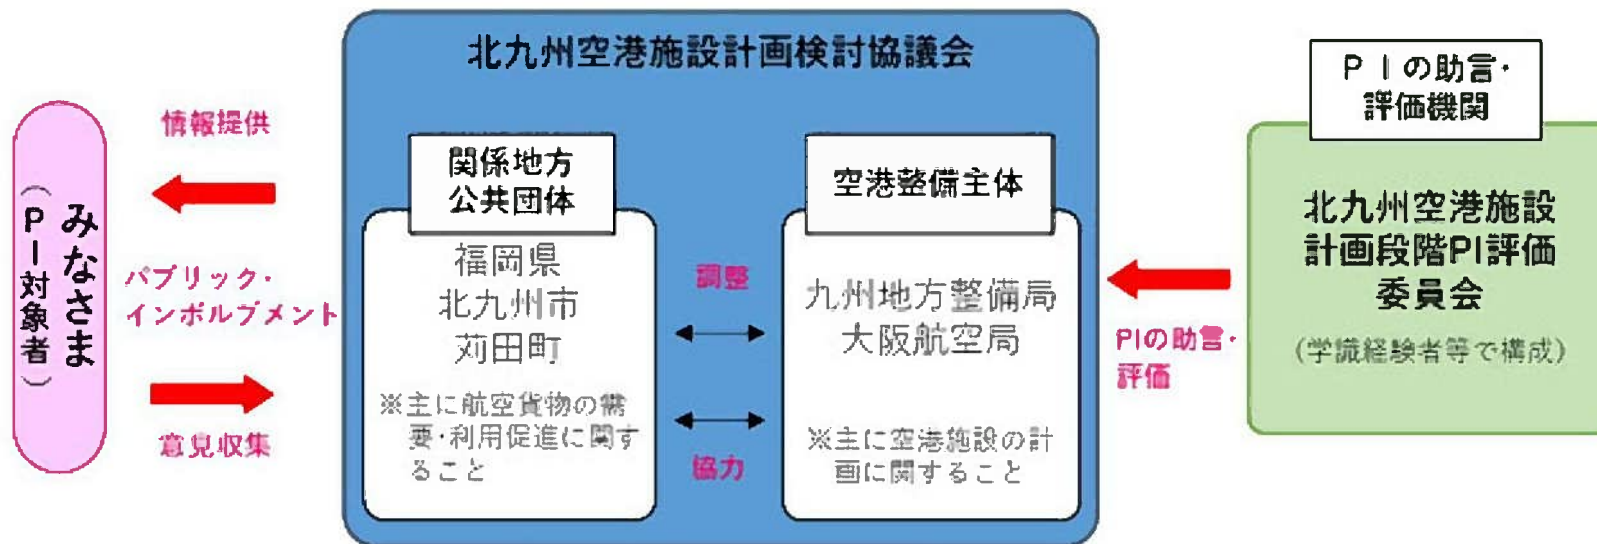 北九州空港施設計画検討協議会
みなさま
（PI対象者）
情報提供
パブリック・
インボルブメント
意見収集
関係地方
公共団体
福岡県
北九州市
苅田町
※主に航空貨物の需
要・利用促進に関す
ること
調整
協力
空港整備主体
九州地方整備局
大阪航空局
※主に空港施設の計
画に関すること
PIの助言・
評価
ＰＩの助言・
評価機関
北九州空港施設
計画段階PI評価
委員会
（学識経験者等で構成）